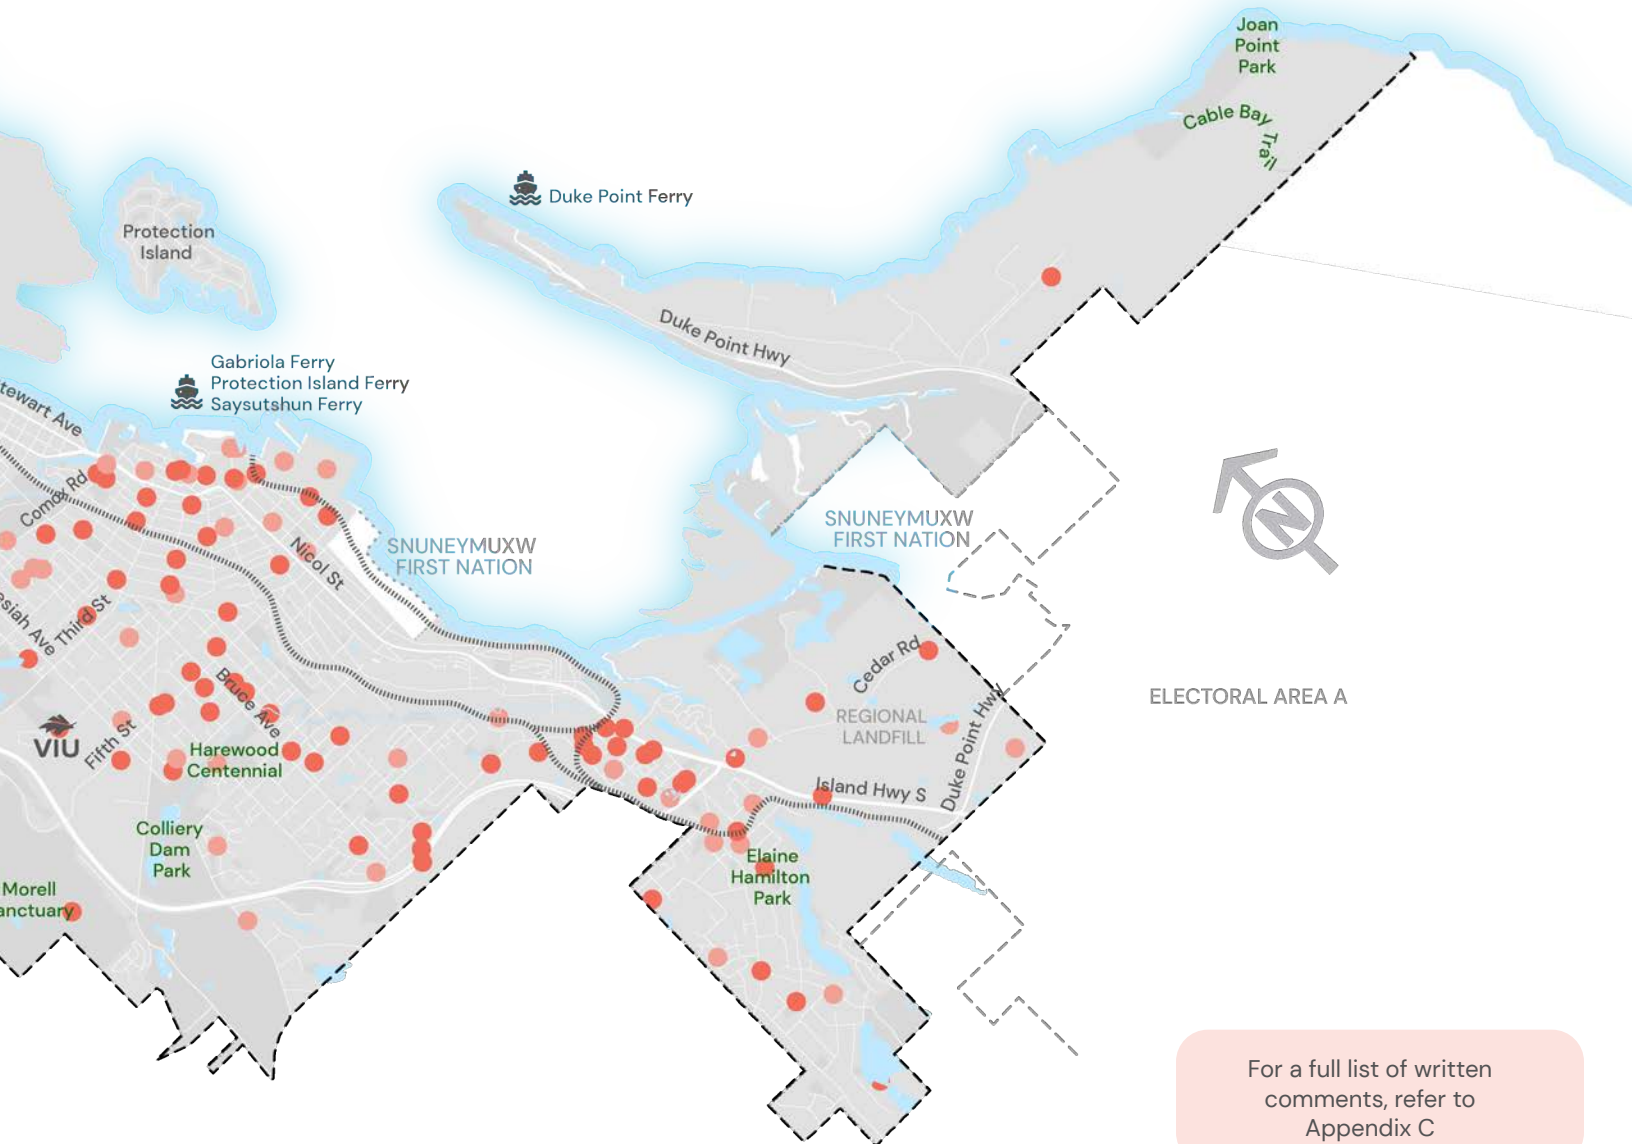 Joan
Point
Park
Cable Bay
Trail
Duke Point Ferry
Protection
Island
Duke Point Hwy
Gabriola Ferry
Protection Island Ferry
Saysutshun Ferry
tewart Ave
Comox Rd
SNUNEYMUXW
FIRST NATION
SNUNEYMUXW
FIRST NATION
N
Nicol St
esiah Ave
Third St
Cedar Rd
ELECTORAL AREA A
Bruce Ave
REGIONAL
LANDFILL
Duke Point Hwy
VIU
Fifth St
Harewood
Centennial
Island Hwy S
Colliery
Dam
Park
Elaine
Hamilton
Park
Morell
anctuary
For a full list of written
comments, refer to
Appendix C